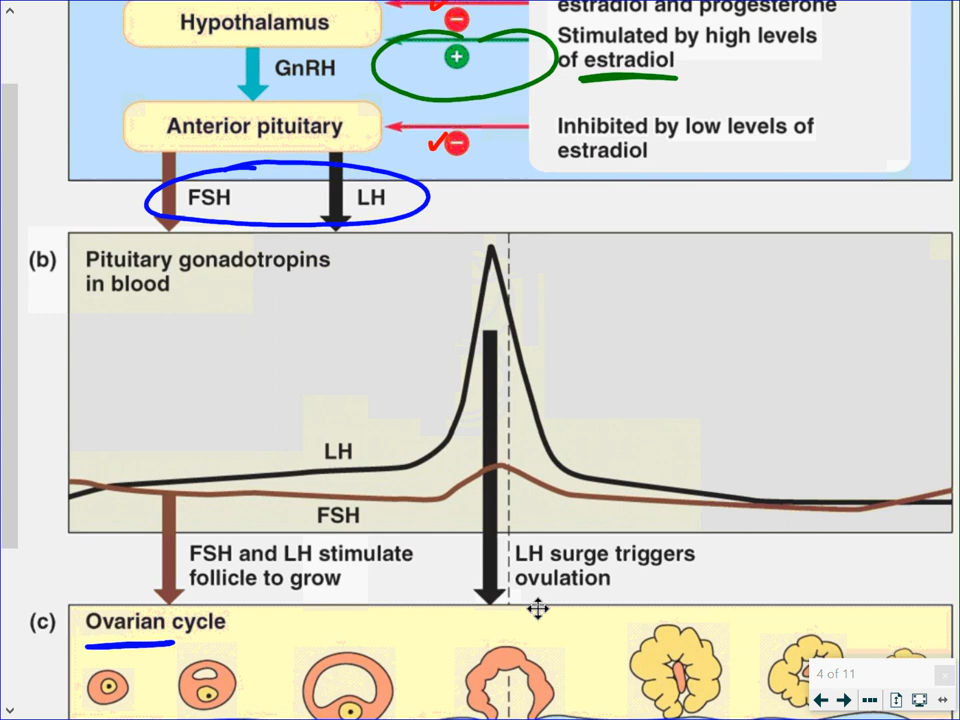 estradiol and progesterone
Hypothalamus
Stimulated by high levels
of estradiol
GnRH
Anterior pituitary
Inhibited by low levels of
estradiol
FSH
LH
(b)
Pituitary gonadotropins
in blood
LH
FSH
FSH and LH stimulate
follicle to grow
LH surge triggers
ovulation
(c)
Ovarian cycle
4 of 11